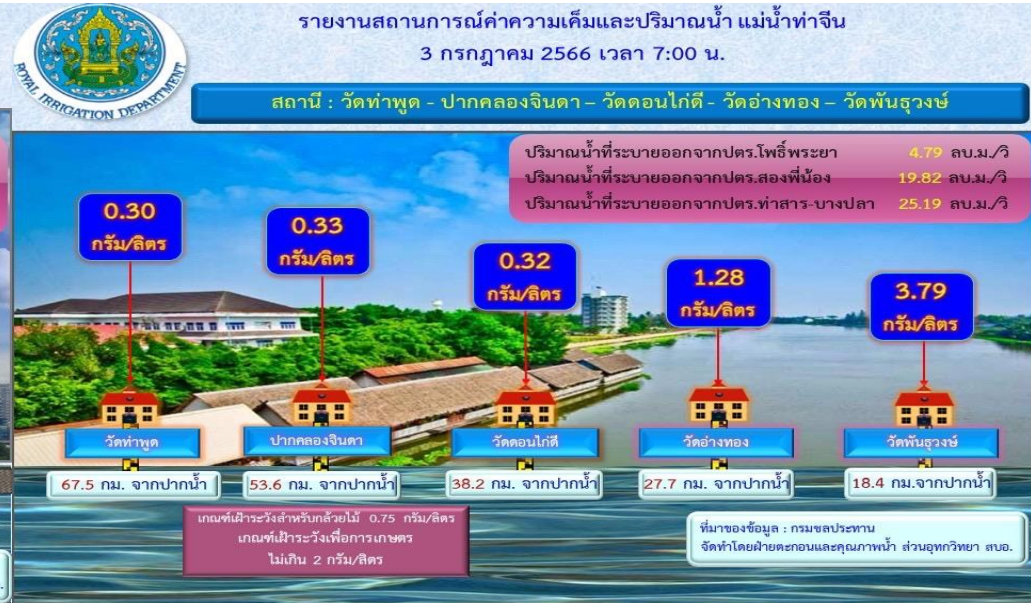 รายงานสถานการณ์ค่าความเค็มและปริมาณน้ำ แม่น้ำท่าจีน
3 กรกฎาคม 2566 เวลา 7:00 น.
ROYAL IRRIGATION DEPARTMENT
สถานี : วัดท่าพูด - ปากคลองจินดา – วัดดอนไก่ดี - วัดอ่างทอง – วัดพันธุวงษ์
ปริมาณน้ำที่ระบายออกจากปตร.โพธิ์พระยา 4.79 ลบ.ม./วิ
ปริมาณน้ำที่ระบายออกจากปตร.สองพี่น้อง 19.82 ลบ.ม./วิ
ปริมาณน้ำที่ระบายออกจากปตร.ท่าสาร-บางปลา 25.19 ลบ.ม./วิ
0.30
กรัม/ลิตร
0.33
กรัม/ลิตร
0.32
กรัม/ลิตร
1.28
กรัม/ลิตร
3.79
กรัม/ลิตร
วัดท่าพูด ปากคลองจินดา วัดดอนไก่ดี วัดอ่างทอง วัดพันธุวงษ์
67.5 กม. จากปากน้ำ 53.6 กม. จากปากน้ำ 38.2 กม. จากปากน้ำ 27.7 กม. จากปากน้ำ 18.4 กม.จากปากน้ำ
เกณฑ์เฝ้าระวังสำหรับกล้วยไม้ 0.75 กรัม/ลิตร
เกณฑ์เฝ้าระวังเพื่อการเกษตร
ไม่เกิน 2 กรัม/ลิตร
ที่มาของข้อมูล : กรมชลประทาน
จัดทำโดยฝ่ายตะกอนและคุณภาพน้ำ ส่วนอุทกวิทยา สบอ.